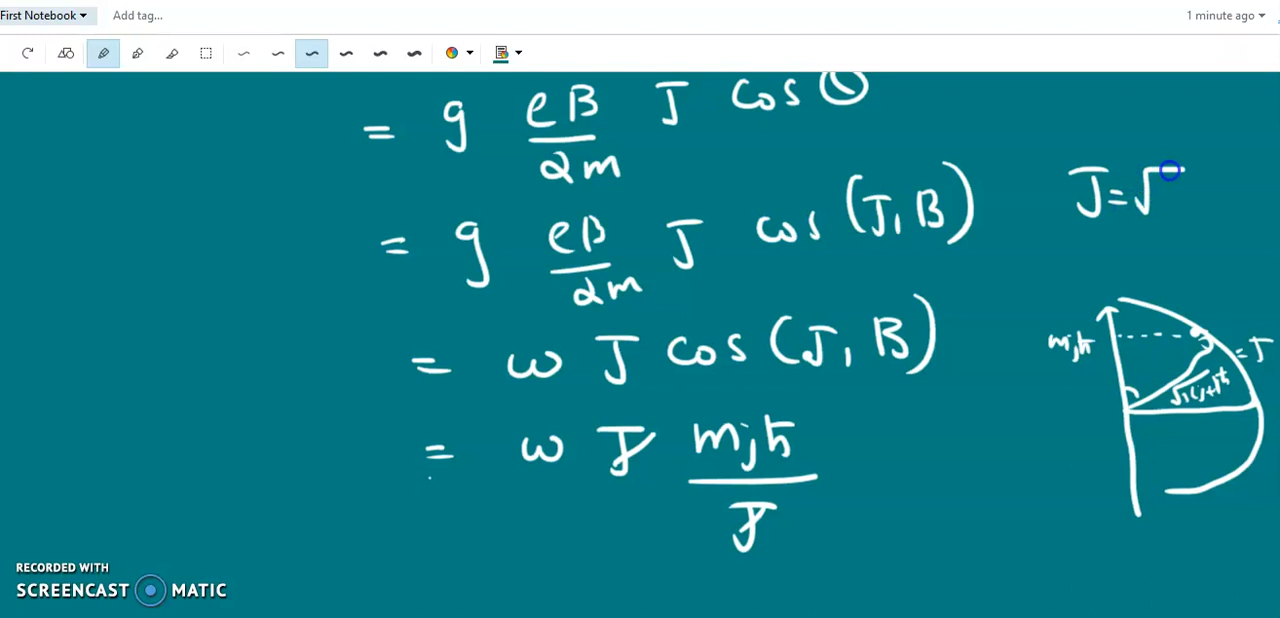 First Notebook
Add tag...
1 minute ago
= g eB/2m J cos
= g eB/2m J cos (J, B)
J = √
= ω J cos (J, B)
mjħ
= J
√j(j+1)ħ
= ω J mjħ/J
RECORDED WITH
SCREENCAST MATIC